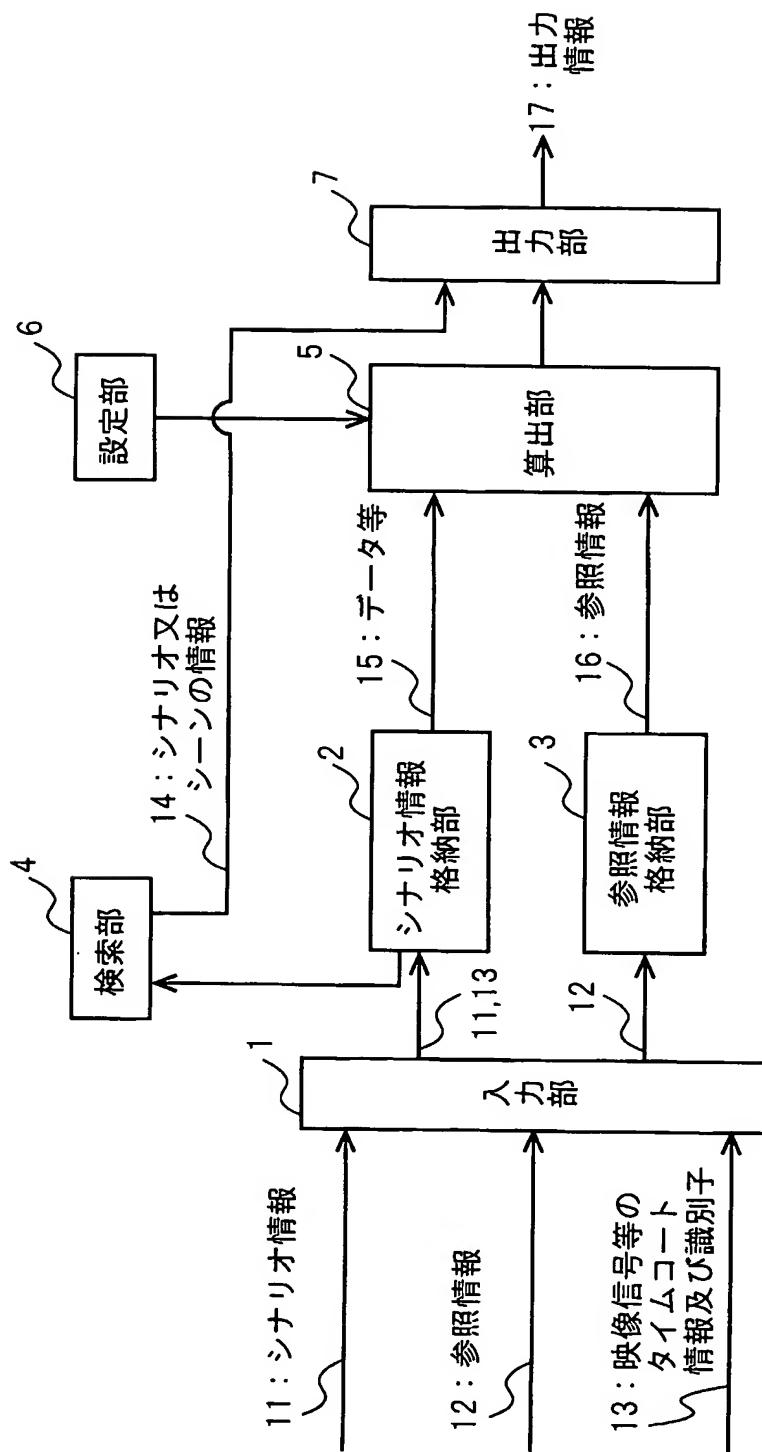 11：シナリオ情報
12：参照情報
13：映像信号等の
タイムコート
情報及び識別子
1
入力部
11,13
12
4
検索部
14：シナリオ又は
シーンの情報
2
シナリオ情報
格納部
3
参照情報
格納部
15：データ等
16：参照情報
6
設定部
5
算出部
7
出力部
17：出力
情報